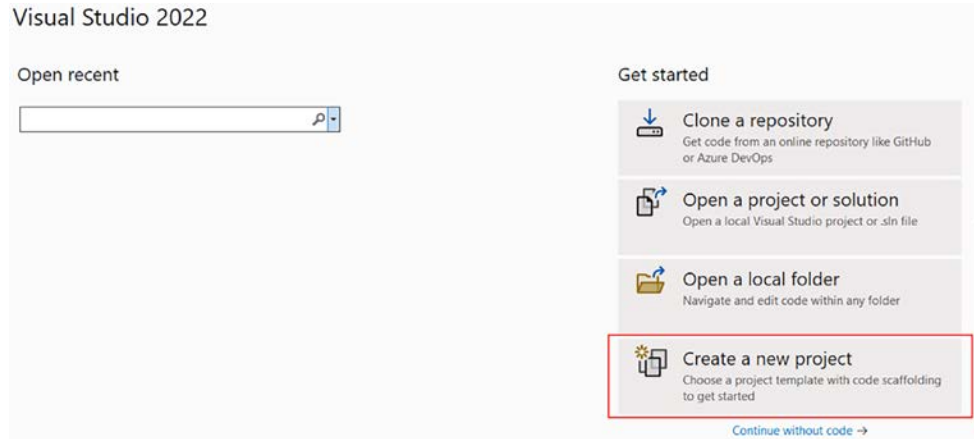 Visual Studio 2022
Open recent
Get started
Clone a repository
Get code from an online repository like GitHub
or Azure DevOps
Open a project or solution
Open a local Visual Studio project or .sln file
Open a local folder
Navigate and edit code within any folder
Create a new project
Choose a project template with code scaffolding
to get started
Continue without code →